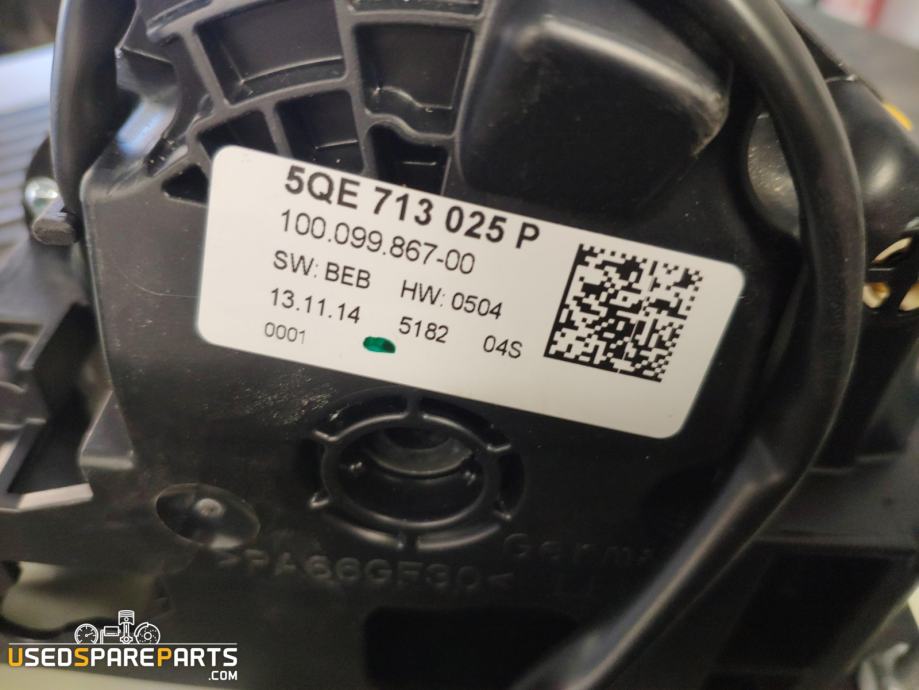 5QE 713 025 P
100.099.867-00
SW: BEB HW: 0504
13.11.14 5182 04S
0001
>PA66GF30<
USEDSPAREPARTS
.COM